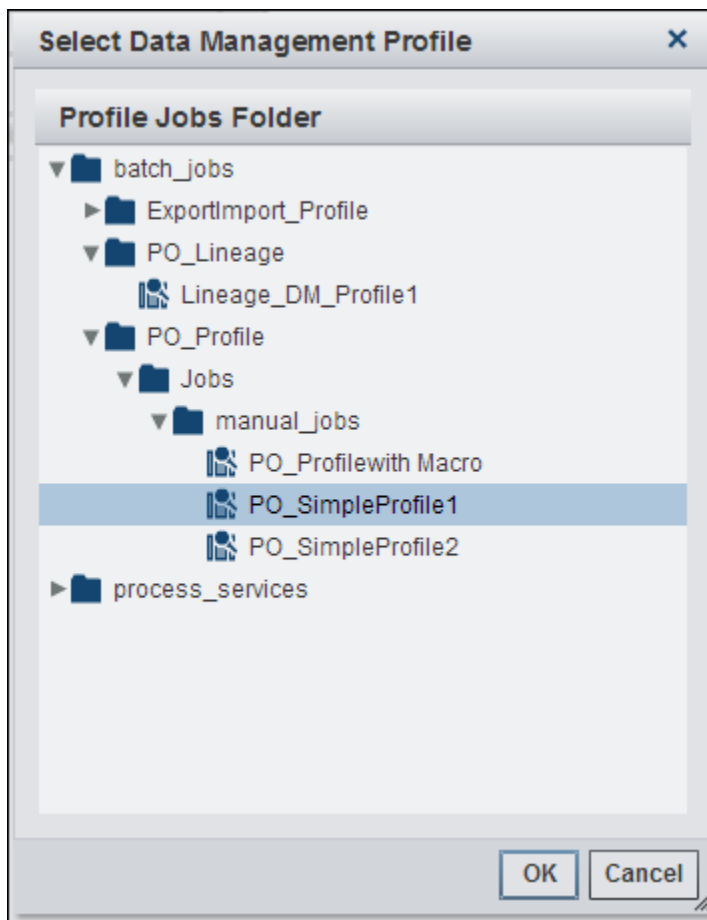 Select Data Management Profile
Profile Jobs Folder
batch_jobs
ExportImport_Profile
PO_Lineage
Lineage_DM_Profile1
PO_Profile
Jobs
manual_jobs
PO_Profilewith Macro
PO_SimpleProfile1
PO_SimpleProfile2
process_services
OK Cancel